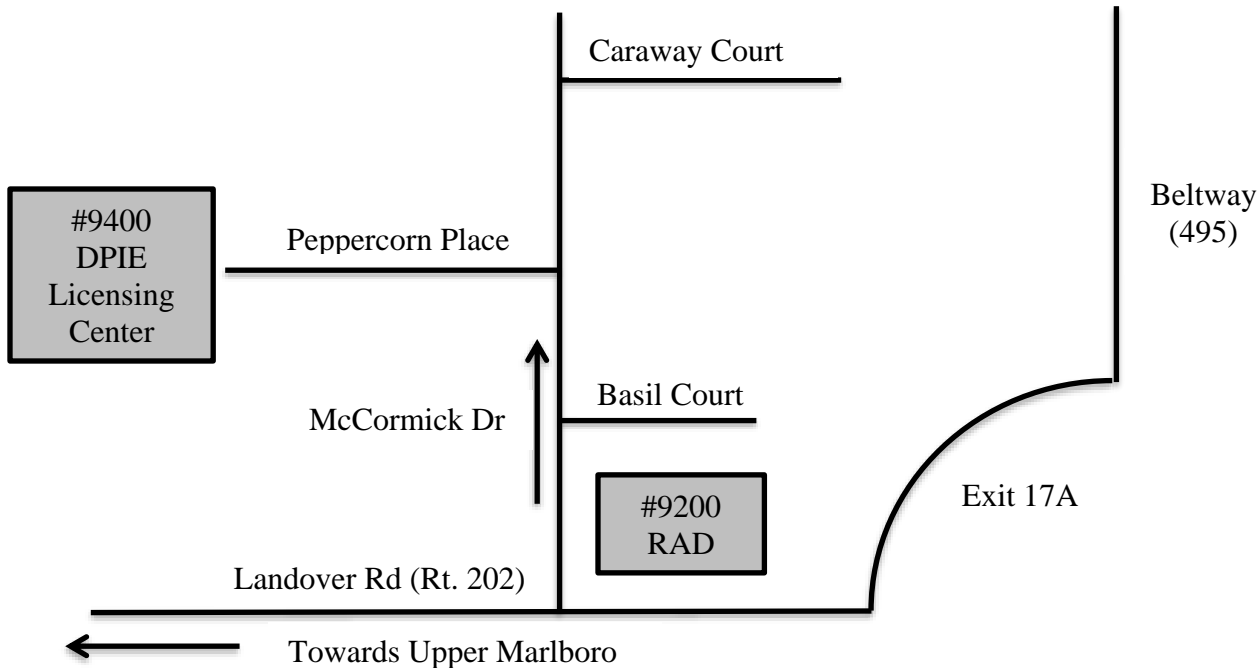 Caraway Court
Beltway
(495)
#9400
DPIE
Licensing
Center
Peppercorn Place
McCormick Dr
Basil Court
#9200
RAD
Exit 17A
Landover Rd (Rt. 202)
Towards Upper Marlboro